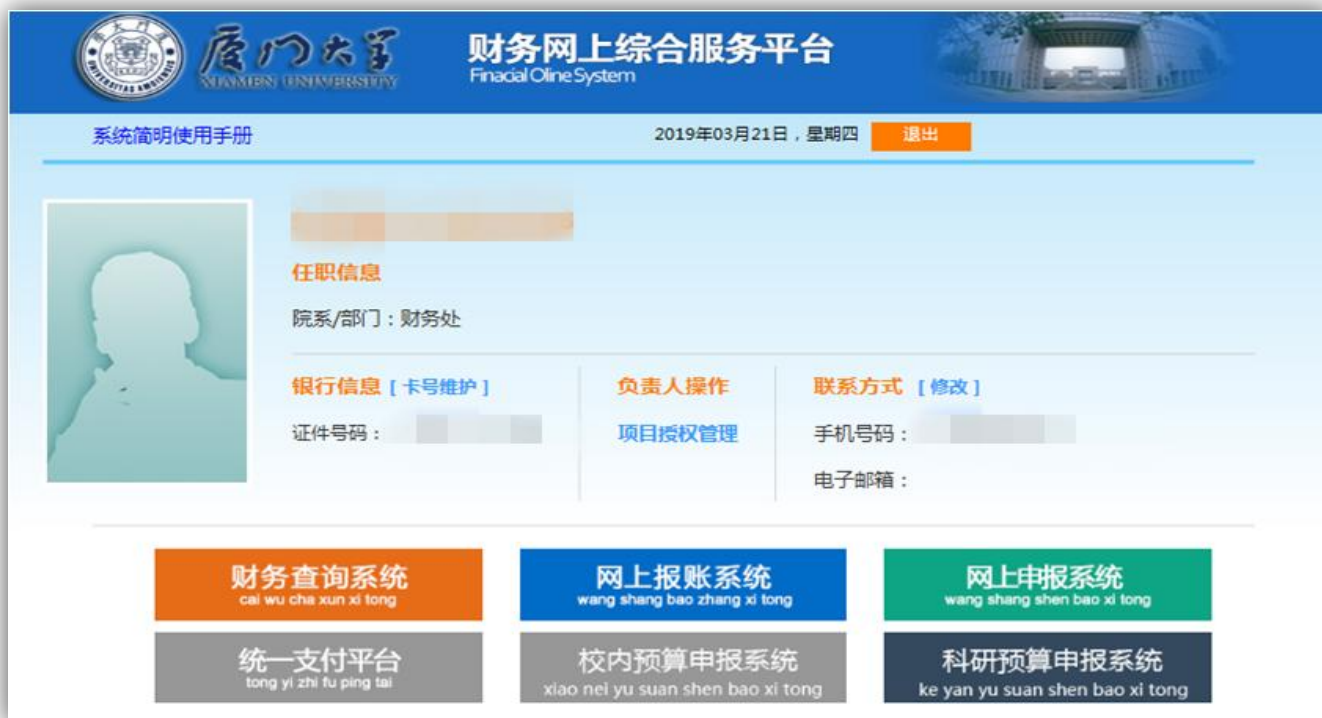 厦门大学
XIAMEN UNIVERSITY
财务网上综合服务平台
Finacial Oline System
系统简明使用手册
2019年03月21日，星期四
退出
任职信息
院系/部门：财务处
银行信息 [ 卡号维护 ]
证件号码：
负责人操作
项目授权管理
联系方式 [ 修改 ]
手机号码：
电子邮箱：
财务查询系统
cai wu cha xun xi tong
网上报账系统
wang shang bao zhang xi tong
网上申报系统
wang shang shen bao xi tong
统一支付平台
tong yi zhi fu ping tai
校内预算申报系统
xiao nei yu suan shen bao xi tong
科研预算申报系统
ke yan yu suan shen bao xi tong